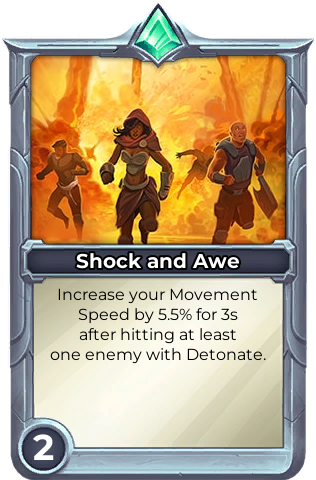 Shock and Awe
Increase your Movement
Speed by 5.5% for 3s
after hitting at least
one enemy with Detonate.
2